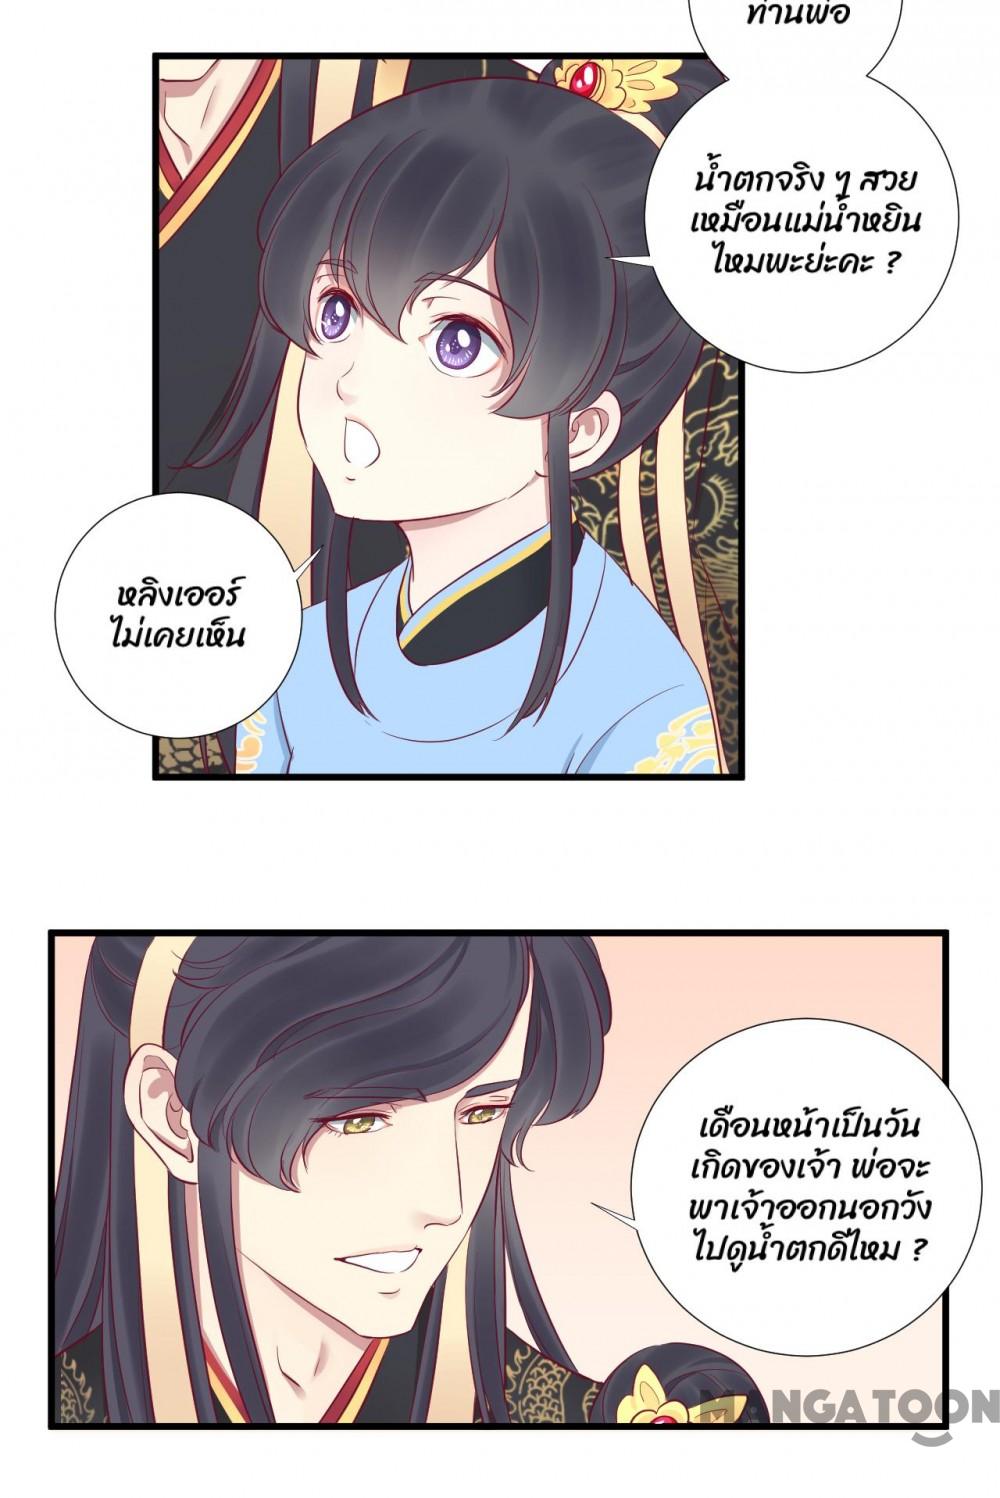 ท่านพ่อ
น้ำตกจริง ๆ สวย
เหมือนแม่น้ำหยิน
ไหมพะย่ะคะ ?
หลิงเออร์
ไม่เคยเห็น
เดือนหน้าเป็นวัน
เกิดของเจ้า พ่อจะ
พาเจ้าออกนอกวัง
ไปดูน้ำตกดีไหม ?
MANGATOON